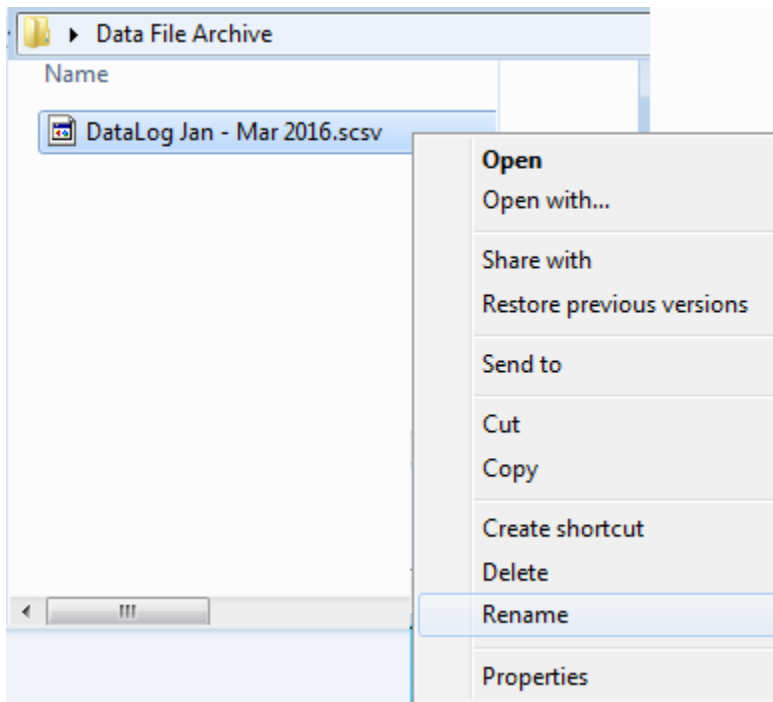 Data File Archive
Name
DataLog Jan - Mar 2016.scsv
Open
Open with...
Share with
Restore previous versions
Send to
Cut
Copy
Create shortcut
Delete
Rename
Properties